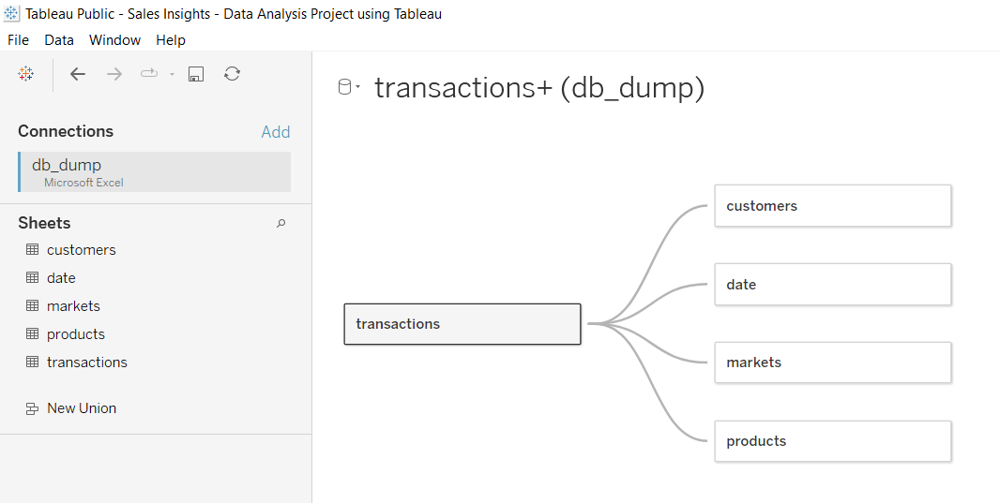 Tableau Public - Sales Insights - Data Analysis Project using Tableau
File Data Window Help
transactions+ (db_dump)
Connections
Add
db_dump
Microsoft Excel
Sheets
customers
date
markets
products
transactions
New Union
transactions
customers
date
markets
products